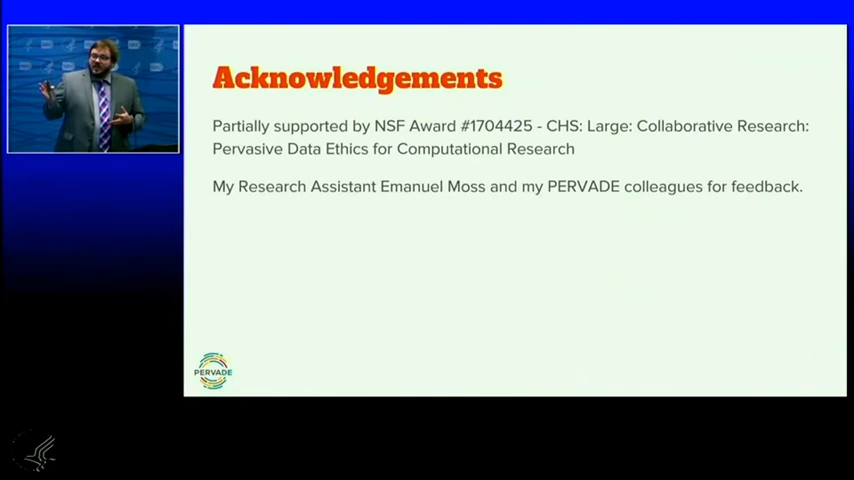 Acknowledgements
Partially supported by NSF Award #1704425 - CHS: Large: Collaborative Research:
Pervasive Data Ethics for Computational Research
My Research Assistant Emanuel Moss and my PERVADE colleagues for feedback.
PERVADE